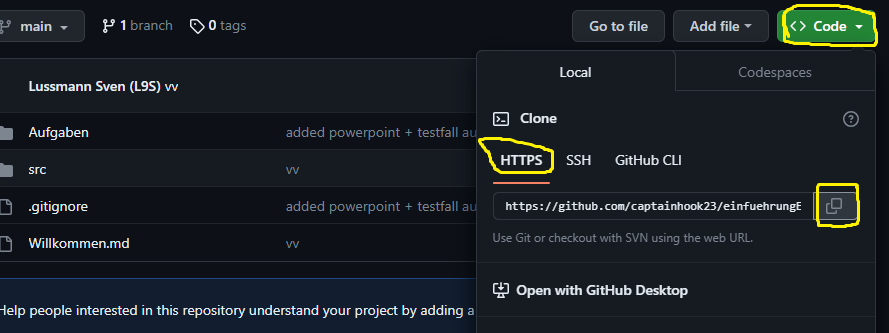 main
1 branch
0 tags
Go to file
Add file
Code
Local
Codespaces
Lussmann Sven (L9S) vv
Aufgaben
added powerpoint + testfall au
src
vv
.gitignore
added powerpoint + testfall au
Willkommen.md
vv
Clone
HTTPS
SSH
GitHub CLI
https://github.com/captainhook23/einfuehrungE
Use Git or checkout with SVN using the web URL.
Open with GitHub Desktop
Help people interested in this repository understand your project by adding a